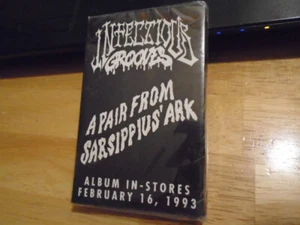 INFECTIOUS
GROOVES
A PAIR FROM
SARSIPPIUS' ARK
ALBUM IN-STORES
FEBRUARY 16, 1993